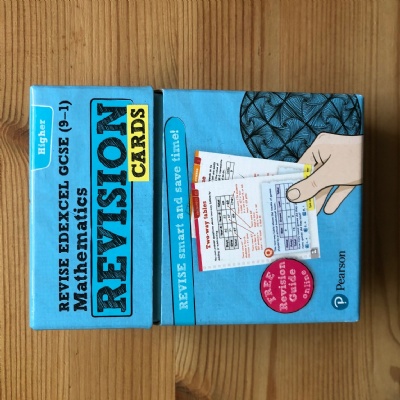 Higher
REVISE EDEXCEL GCSE (9–1)
Mathematics
REVISION
CARDS
REVISE smart and save time!
Two-way tables
FREE
Revision
Guide
online
Pearson